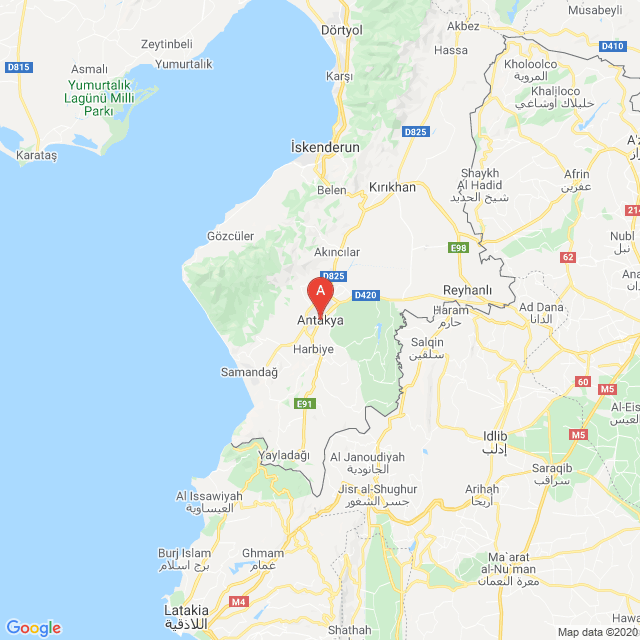 Musabeyli
Akbez
Dörtyol
Zeytinbeli
D410
Hassa
Yumurtalık
Kholoolco
المروية
D815
Asmalı
Karşı
Yumurtalık
Lagünü Milli
Parkı
Khaliloco
خليلاك أوشاغي
D825
Karataş
İskenderun
A'z
Shaykh
Al Hadid
شيخ الحديد
Afrin
عفرين
Belen
Kırıkhan
214
Gözcüler
Nubl
نبل
Akıncılar
E98
62
D825
Ana
A
D420
Reyhanlı
Antakya
Haram
حارم
Ad Dana
الدانا
Harbiye
Salqin
سلقين
Samandağ
60
M5
E91
Al-Eis
العيس
M5
Idlib
إدلب
Yayladağı
Al Janoudiyah
الجانودية
Saraqib
سراقب
Al Issawiyah
العيساوية
Jisr al-Shughur
جسر الشغور
Arihah
أريحا
Burj Islam
برج اسلام
Ghmam
غمام
Ma`arat
al-Nu`man
معرة النعمان
Latakia
اللاذقية
M4
Shathah
Hawa
Google
Map data ©2020